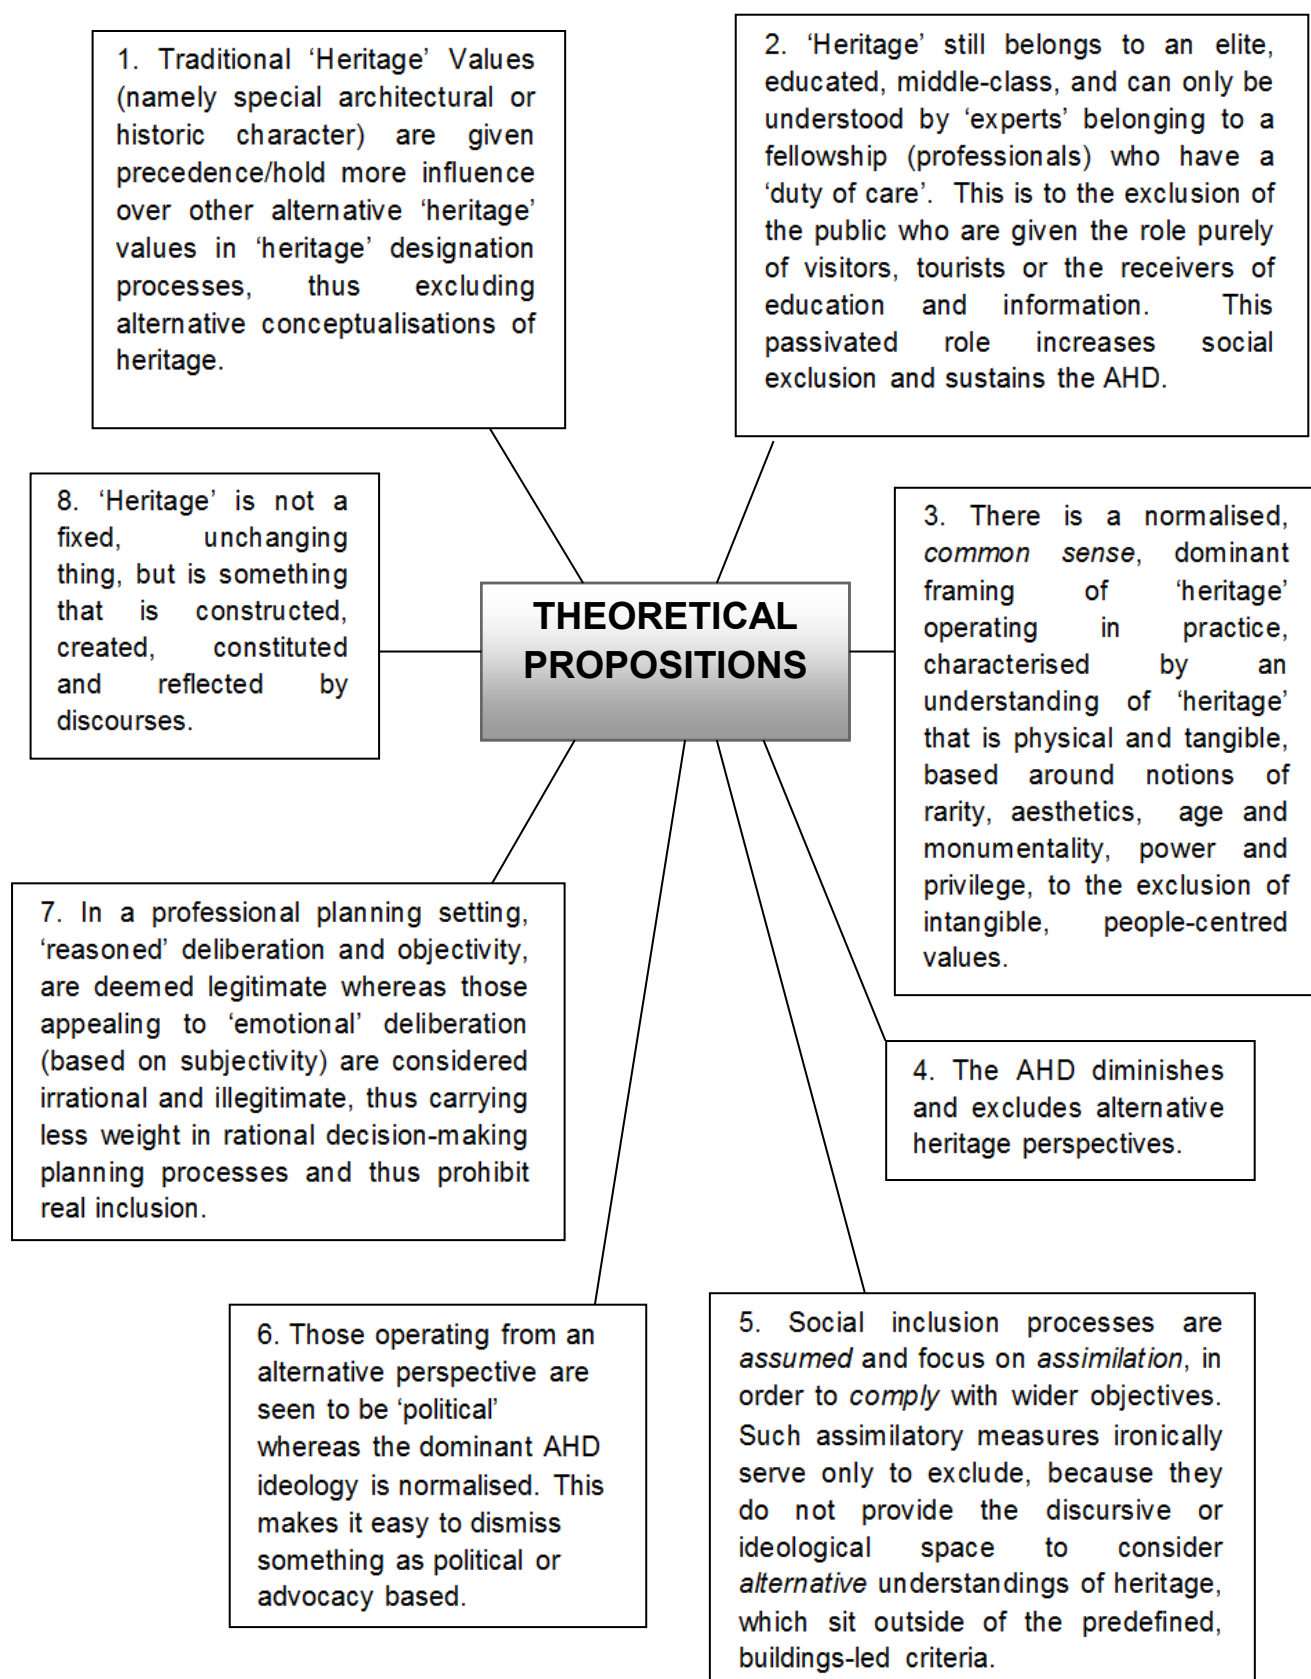 1. Traditional ‘Heritage’ Values
(namely special architectural or
historic character) are given
precedence/hold more influence
over other alternative ‘heritage’
values in ‘heritage’ designation
processes, thus excluding
alternative conceptualisations of
heritage.
2. ‘Heritage’ still belongs to an elite,
educated, middle-class, and can only be
understood by ‘experts’ belonging to a
fellowship (professionals) who have a
‘duty of care’. This is to the exclusion of
the public who are given the role purely
of visitors, tourists or the receivers of
education and information. This
passivated role increases social
exclusion and sustains the AHD.
THEORETICAL
PROPOSITIONS
3. There is a normalised,
common sense, dominant
framing of ‘heritage’
operating in practice,
characterised by an
understanding of ‘heritage’
that is physical and tangible,
based around notions of
rarity, aesthetics, age and
monumentality, power and
privilege, to the exclusion of
intangible, people-centred
values.
4. The AHD diminishes
and excludes alternative
heritage perspectives.
5. Social inclusion processes are
assumed and focus on assimilation, in
order to comply with wider objectives.
Such assimilatory measures ironically
serve only to exclude, because they
do not provide the discursive or
ideological space to consider
alternative understandings of heritage,
which sit outside of the predefined,
buildings-led criteria.
6. Those operating from an
alternative perspective are
seen to be ‘political’
whereas the dominant AHD
ideology is normalised. This
makes it easy to dismiss
something as political or
advocacy based.
7. In a professional planning setting,
‘reasoned’ deliberation and objectivity,
are deemed legitimate whereas those
appealing to ‘emotional’ deliberation
(based on subjectivity) are considered
irrational and illegitimate, thus carrying
less weight in rational decision-making
planning processes and thus prohibit
real inclusion.
8. ‘Heritage’ is not a
fixed, unchanging
thing, but is something
that is constructed,
created, constituted
and reflected by
discourses.